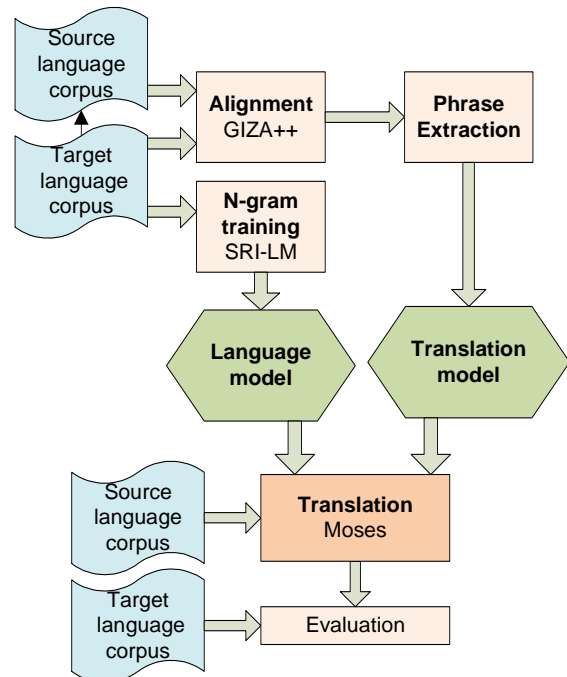 Source
language
corpus
Alignment
GIZA++
Phrase
Extraction
Target
language
corpus
N-gram
training
SRI-LM
Language
model
Translation
model
Source
language
corpus
Translation
Moses
Target
language
corpus
Evaluation